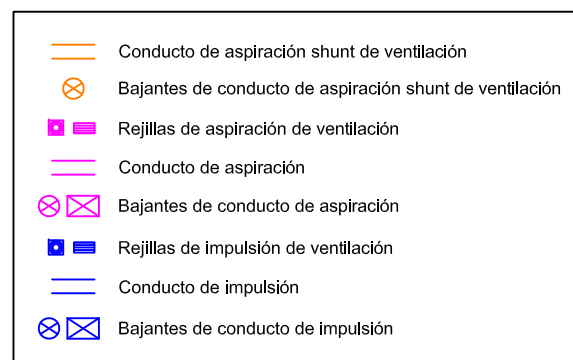 Conducto de aspiración shunt de ventilación
Bajantes de conducto de aspiración shunt de ventilación
Rejillas de aspiración de ventilación
Conducto de aspiración
Bajantes de conducto de aspiración
Rejillas de impulsión de ventilación
Conducto de impulsión
Bajantes de conducto de impulsión